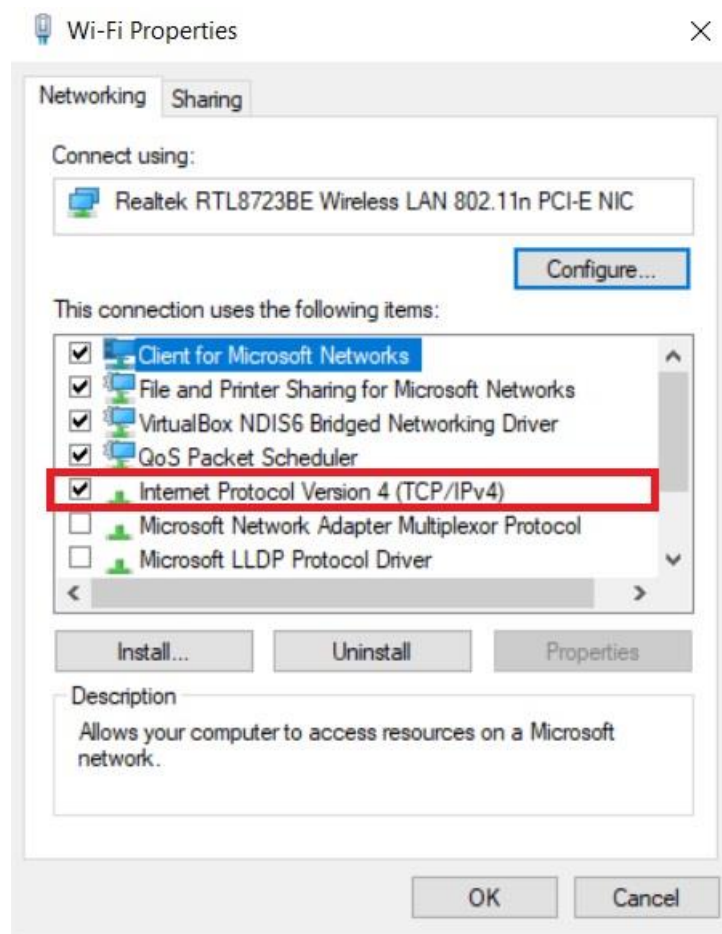 Wi-Fi Properties
Networking
Sharing
Connect using:
Realtek RTL8723BE Wireless LAN 802.11n PCI-E NIC
Configure...
This connection uses the following items:
Client for Microsoft Networks
File and Printer Sharing for Microsoft Networks
VirtualBox NDIS6 Bridged Networking Driver
QoS Packet Scheduler
Internet Protocol Version 4 (TCP/IPv4)
Microsoft Network Adapter Multiplexor Protocol
Microsoft LLDP Protocol Driver
Install...
Uninstall
Properties
Description
Allows your computer to access resources on a Microsoft
network.
OK
Cancel